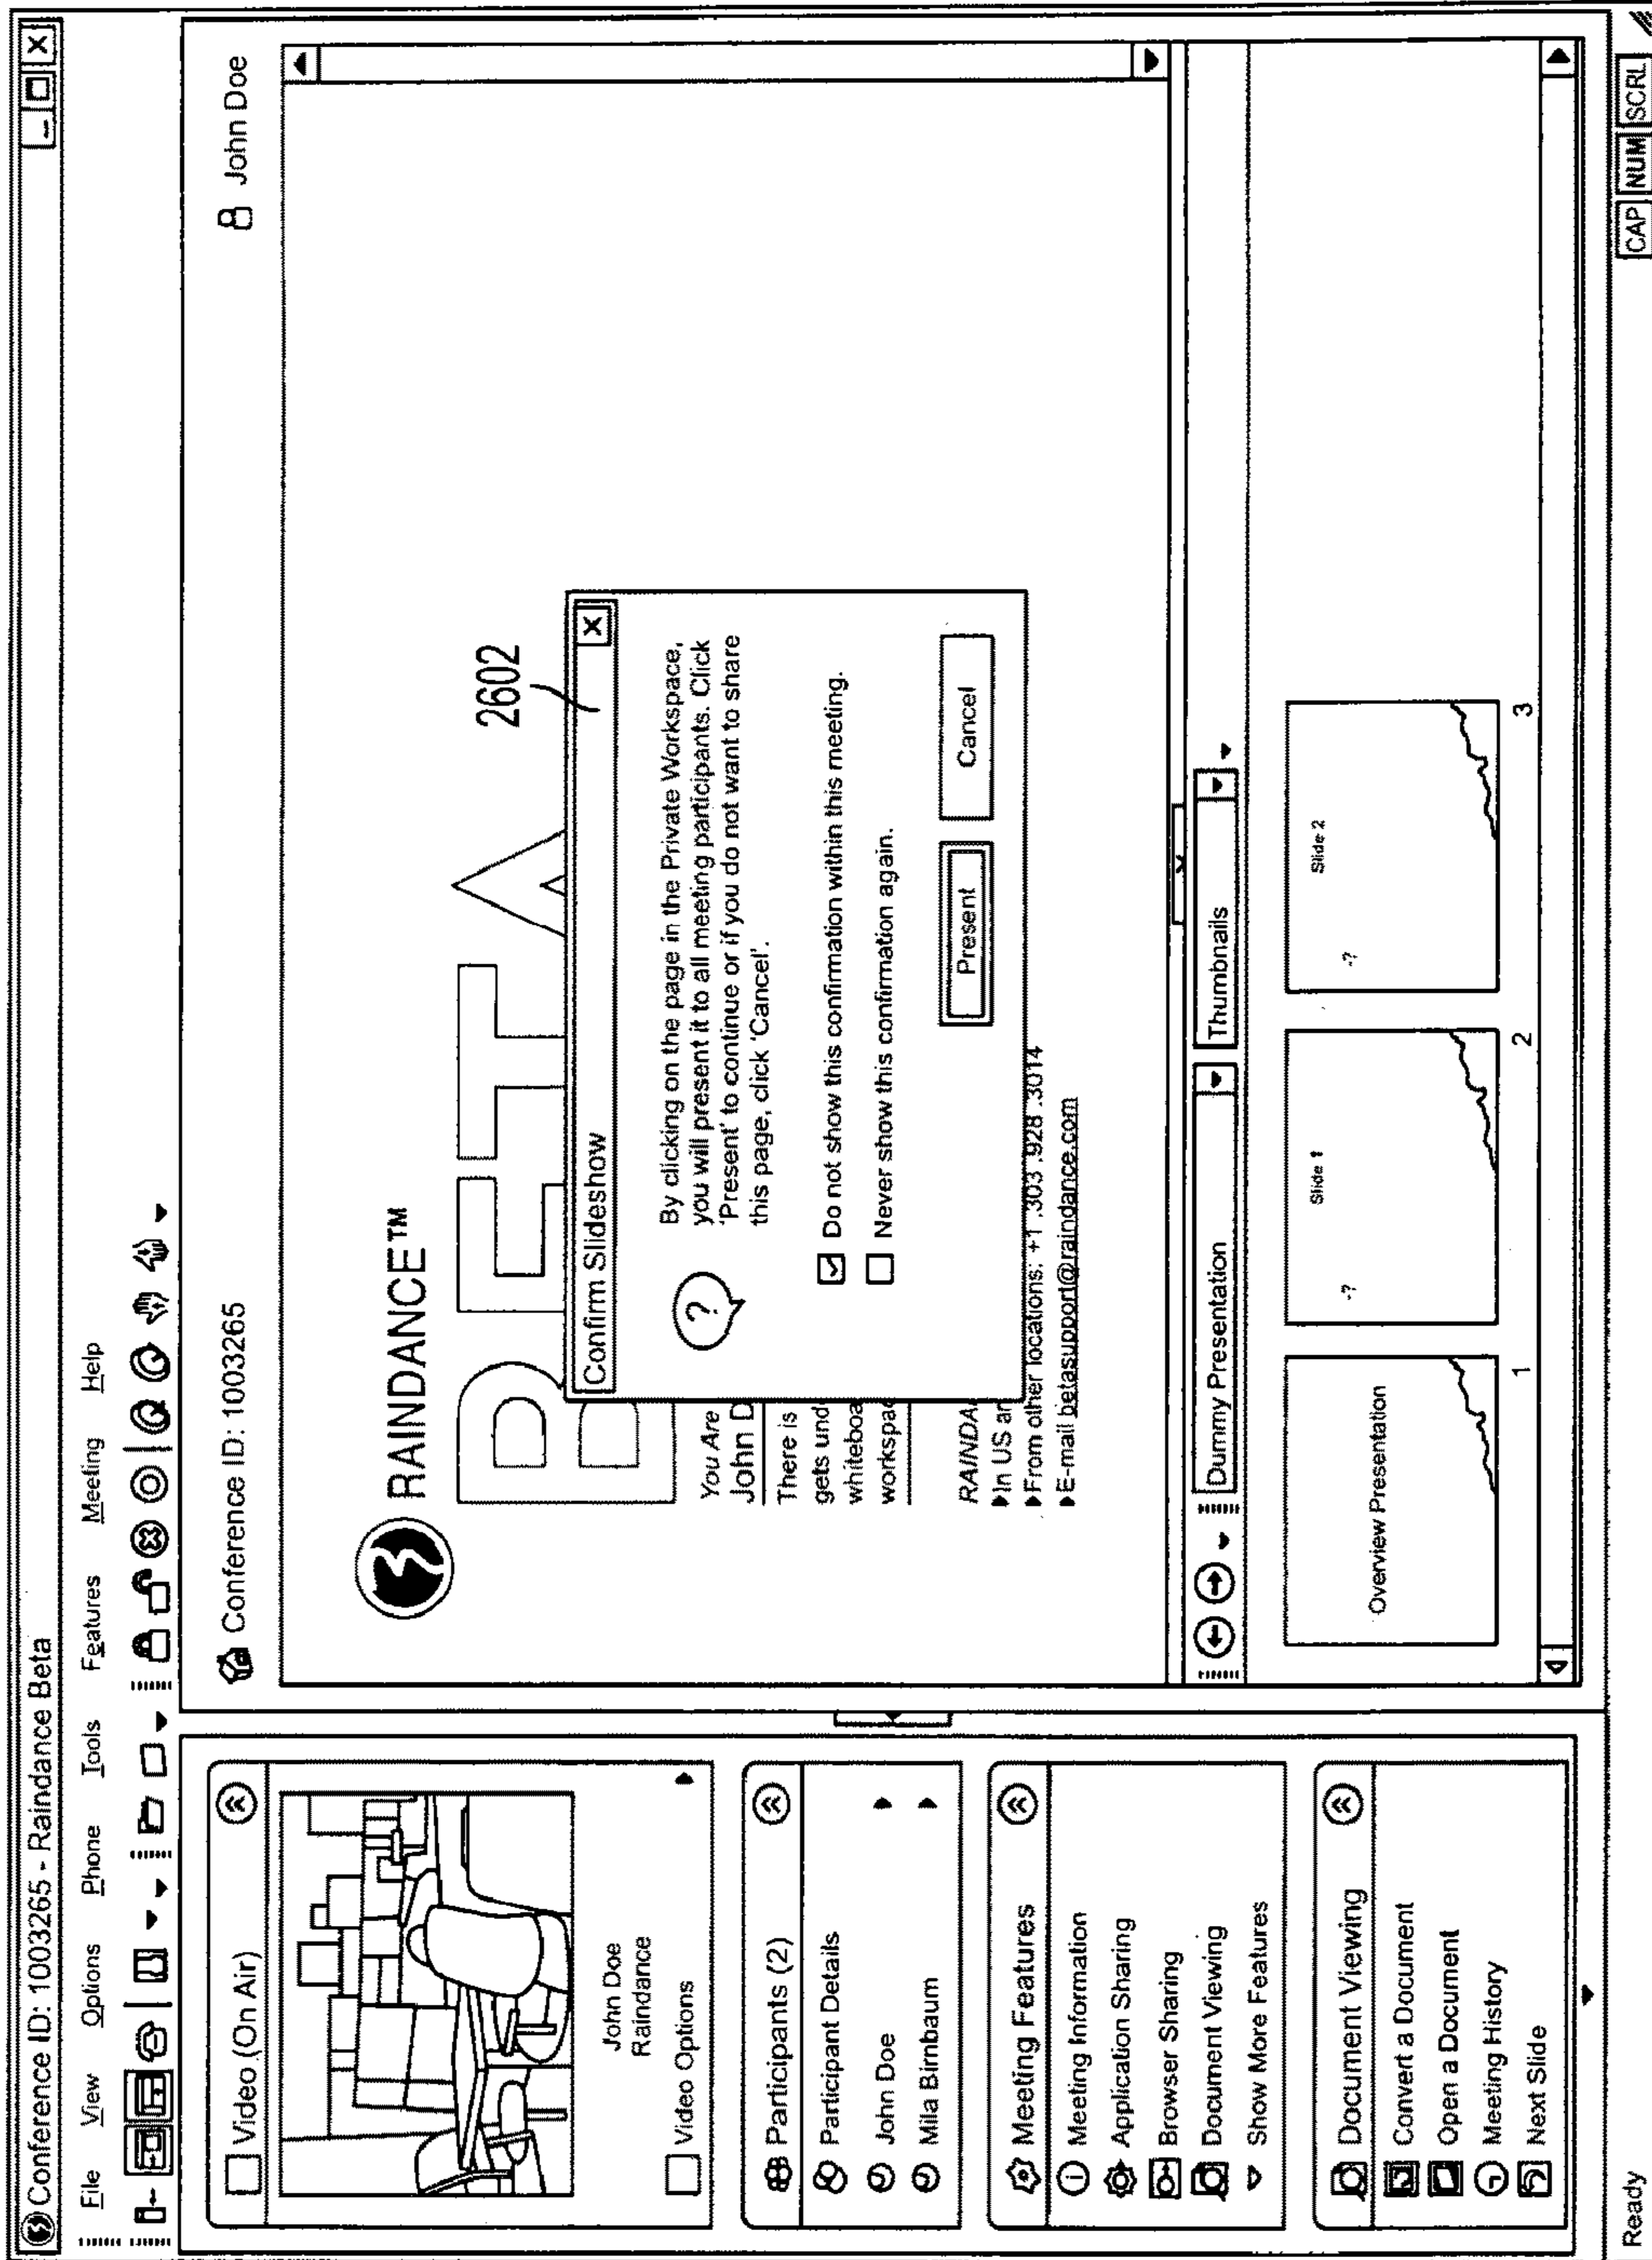 Conference ID: 1003265 - Raindance Beta
File View Options Phone Tools Features Meeting Help
Video (On Air)
John Doe
Raindance
Video Options
Participants (2)
Participant Details
John Doe
Mila Birnbaum
Meeting Features
Meeting Information
Application Sharing
Browser Sharing
Document Viewing
Show More Features
Document Viewing
Convert a Document
Open a Document
Meeting History
Next Slide
Conference ID: 1003265
John Doe
RAINDANCE™
BETA
You Are
John D
There is
gets und
whiteboa
workspac
RAINDA
In US an
From other locations: +1 .303 .928 .3014
E-mail betasupport@raindance.com
2602
Confirm Slideshow
By clicking on the page in the Private Workspace,
you will present it to all meeting participants. Click
'Present' to continue or if you do not want to share
this page, click 'Cancel'.
Do not show this confirmation within this meeting.
Never show this confirmation again.
Present Cancel
Dummy Presentation Thumbnails
Overview Presentation
1
Slide 1
-?
2
Slide 2
-?
3
Ready
CAP NUM SCRL